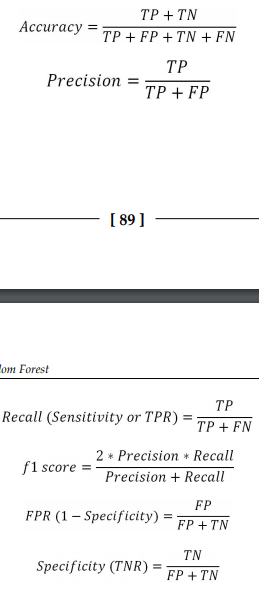 Accuracy = (TP + TN) / (TP + FP + TN + FN)
Precision = TP / (TP + FP)
[ 89 ]
lom Forest
Recall (Sensitivity or TPR) = TP / (TP + FN)
f1 score = (2 * Precision * Recall) / (Precision + Recall)
FPR (1 − Specificity) = FP / (FP + TN)
Specificity (TNR) = TN / (FP + TN)